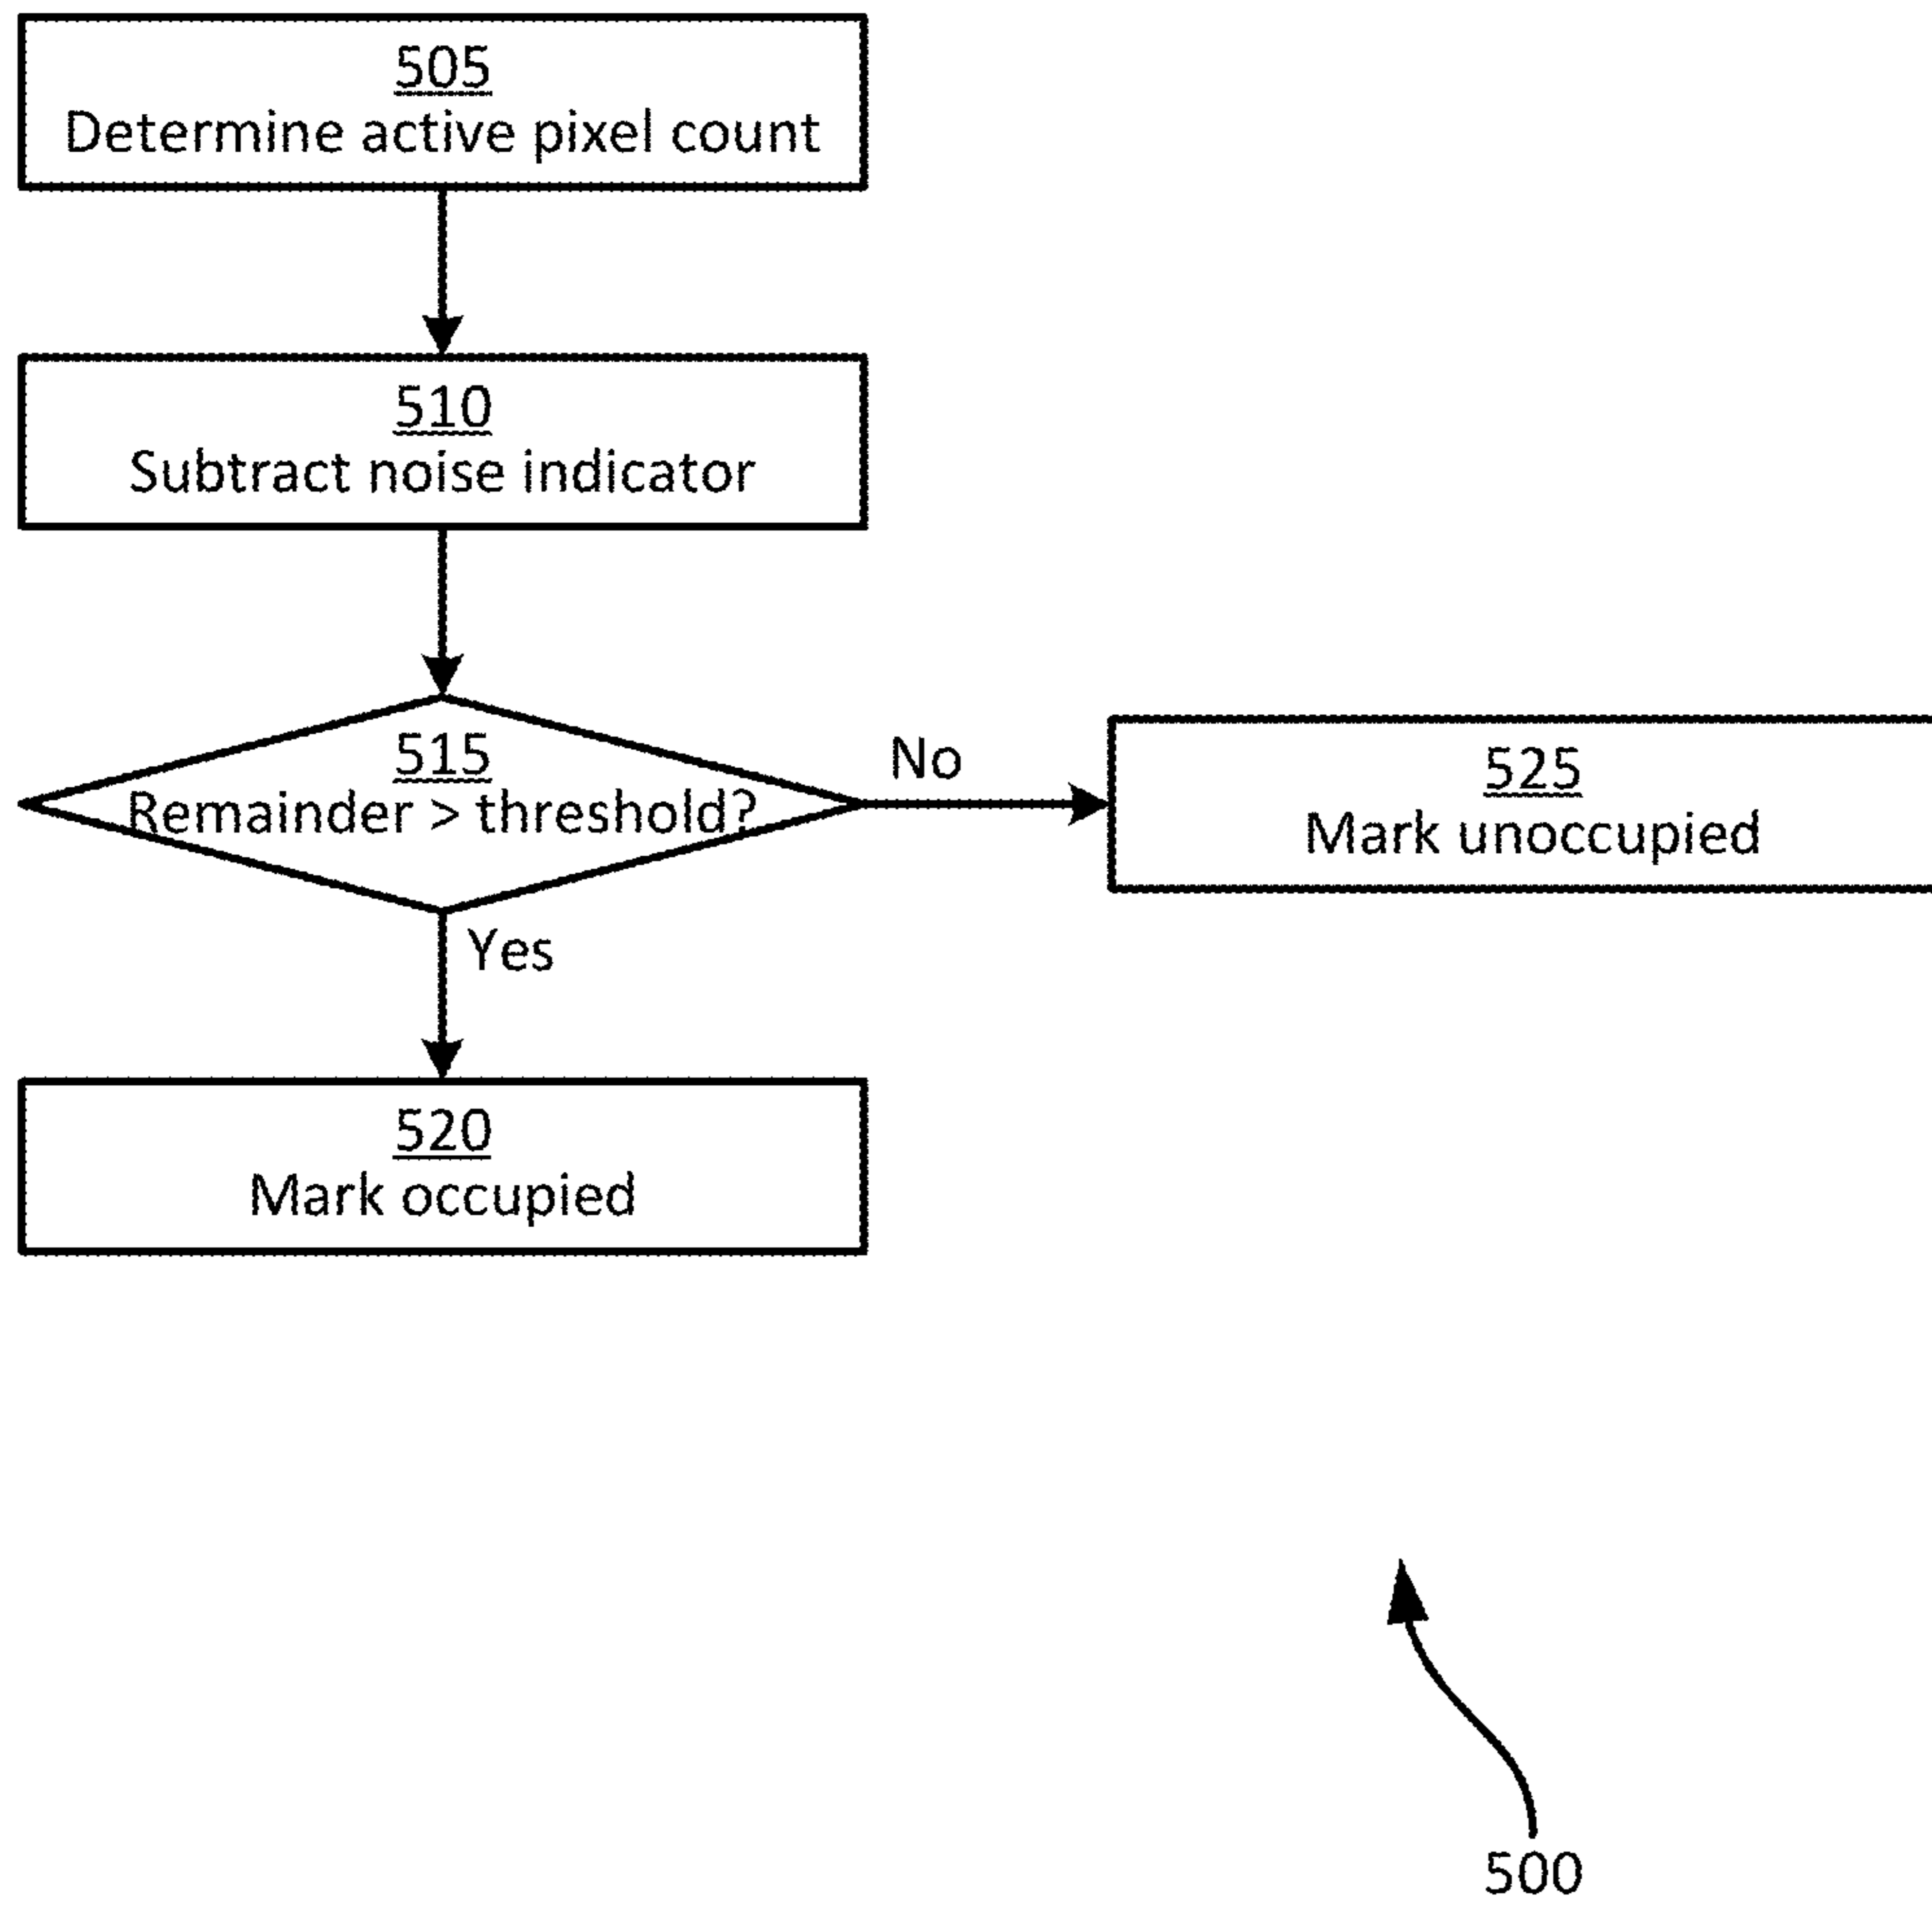 505
Determine active pixel count
510
Subtract noise indicator
515
Remainder > threshold?
No
525
Mark unoccupied
Yes
520
Mark occupied
500